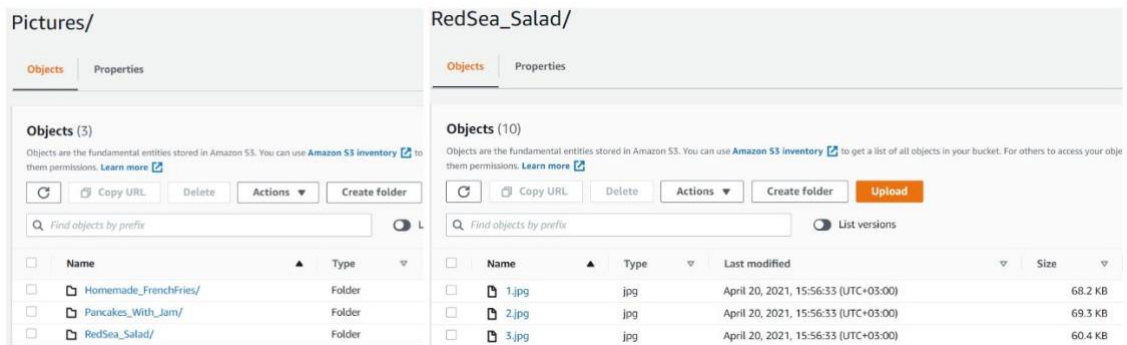 Pictures/
Objects Properties
Objects (3)
Objects are the fundamental entities stored in Amazon S3. You can use Amazon S3 inventory to
them permissions. Learn more
Copy URL Delete Actions Create folder
Find objects by prefix L
Name Type
Homemade_FrenchFries/ Folder
Pancakes_With_Jam/ Folder
RedSea_Salad/ Folder
RedSea_Salad/
Objects Properties
Objects (10)
Objects are the fundamental entities stored in Amazon S3. You can use Amazon S3 inventory to get a list of all objects in your bucket. For others to access your obje
them permissions. Learn more
Copy URL Delete Actions Create folder Upload
Find objects by prefix List versions
Name Type Last modified Size
1.jpg jpg April 20, 2021, 15:56:33 (UTC+03:00) 68.2 KB
2.jpg jpg April 20, 2021, 15:56:33 (UTC+03:00) 69.3 KB
3.jpg jpg April 20, 2021, 15:56:33 (UTC+03:00) 60.4 KB